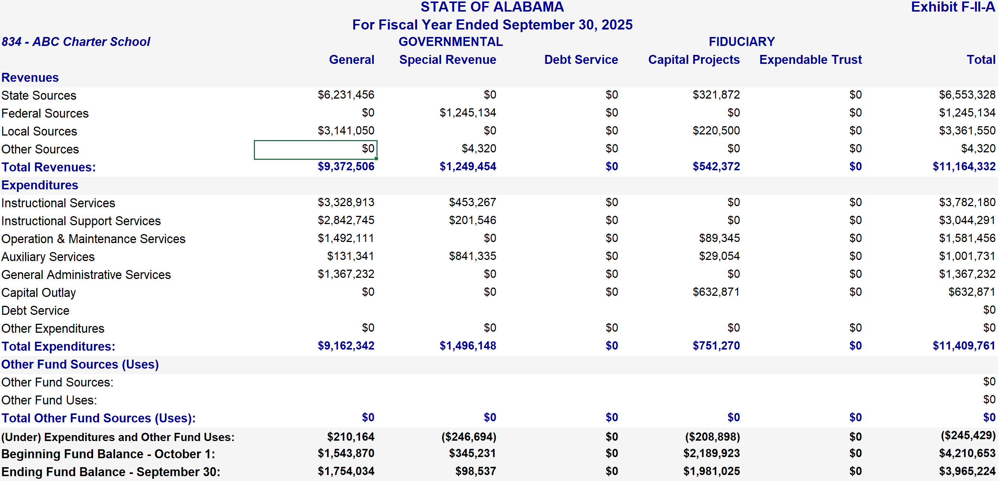 STATE OF ALABAMA Exhibit F-II-A
For Fiscal Year Ended September 30, 2025
834 - ABC Charter School GOVERNMENTAL FIDUCIARY
General Special Revenue Debt Service Capital Projects Expendable Trust Total
Revenues
State Sources $6,231,456 $0 $0 $321,872 $0 $6,553,328
Federal Sources $0 $1,245,134 $0 $0 $0 $1,245,134
Local Sources $3,141,050 $0 $0 $220,500 $0 $3,361,550
Other Sources $0 $4,320 $0 $0 $0 $4,320
Total Revenues: $9,372,506 $1,249,454 $0 $542,372 $0 $11,164,332
Expenditures
Instructional Services $3,328,913 $453,267 $0 $0 $0 $3,782,180
Instructional Support Services $2,842,745 $201,546 $0 $0 $0 $3,044,291
Operation & Maintenance Services $1,492,111 $0 $0 $89,345 $0 $1,581,456
Auxiliary Services $131,341 $841,335 $0 $29,054 $0 $1,001,731
General Administrative Services $1,367,232 $0 $0 $0 $0 $1,367,232
Capital Outlay $0 $0 $0 $632,871 $0 $632,871
Debt Service $0
Other Expenditures $0 $0 $0 $0 $0 $0
Total Expenditures: $9,162,342 $1,496,148 $0 $751,270 $0 $11,409,761
Other Fund Sources (Uses)
Other Fund Sources: $0
Other Fund Uses: $0
Total Other Fund Sources (Uses): $0 $0 $0 $0 $0 $0
(Under) Expenditures and Other Fund Uses: $210,164 ($246,694) $0 ($208,898) $0 ($245,429)
Beginning Fund Balance - October 1: $1,543,870 $345,231 $0 $2,189,923 $0 $4,210,653
Ending Fund Balance - September 30: $1,754,034 $98,537 $0 $1,981,025 $0 $3,965,224